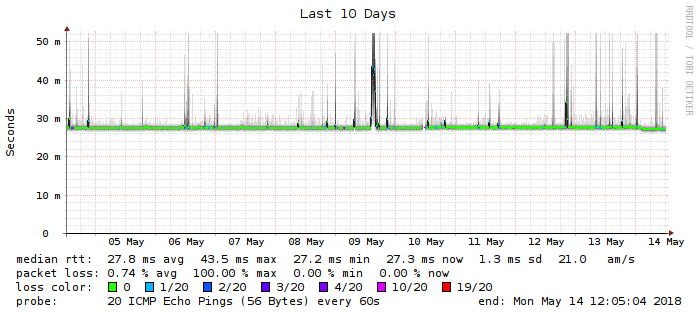 Last 10 Days
RRDTOOL / TOBI OETIKER
Seconds
50 m
40 m
30 m
20 m
10 m
0
05 May 06 May 07 May 08 May 09 May 10 May 11 May 12 May 13 May 14 May
median rtt: 27.8 ms avg 43.5 ms max 27.2 ms min 27.3 ms now 1.3 ms sd 21.0 am/s
packet loss: 0.74 % avg 100.00 % max 0.00 % min 0.00 % now
loss color: 0 1/20 2/20 3/20 4/20 10/20 19/20
probe: 20 ICMP Echo Pings (56 Bytes) every 60s end: Mon May 14 12:05:04 2018